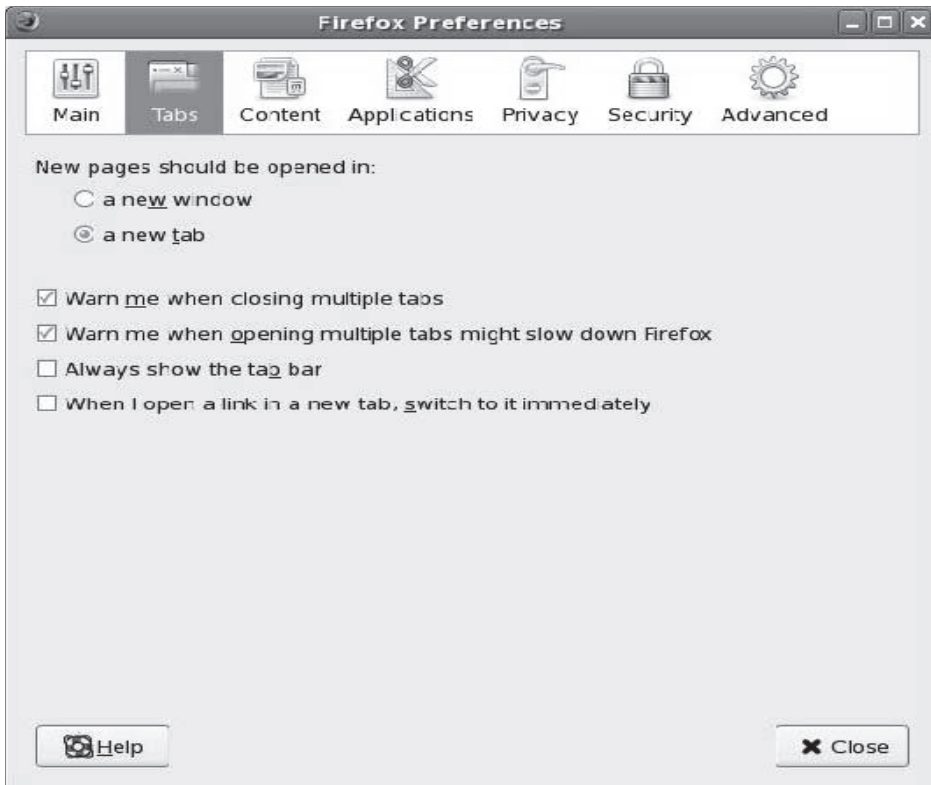 Firefox Preferences
Main Tabs Content Applications Privacy Security Advanced
New pages should be opened in:
a new window
a new tab
Warn me when closing multiple tabs
Warn me when opening multiple tabs might slow down Firefox
Always show the tab bar
When I open a link in a new tab, switch to it immediately
Help Close